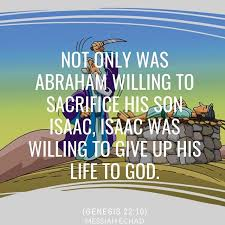 NOT ONLY WAS
ABRAHAM WILLING TO
SACRIFICE HIS SON
ISAAC, ISAAC WAS
WILLING TO GIVE UP HIS
LIFE TO GOD.
(GENESIS 22:10)
MESSIAH ECHAD